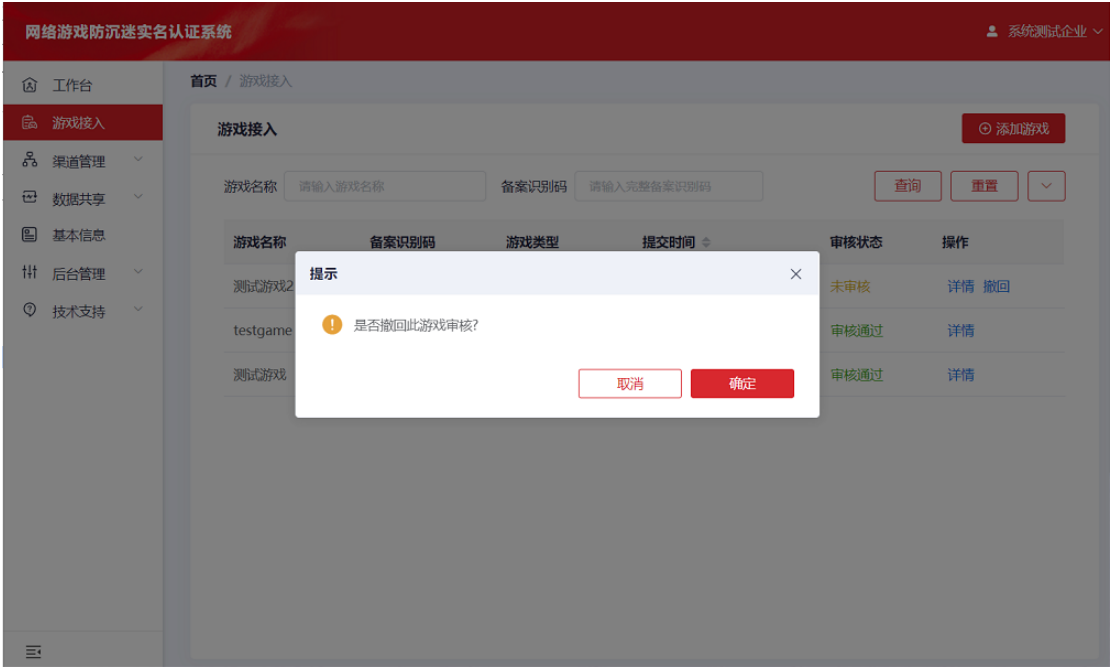 网络游戏防沉迷实名认证系统
系统测试企业
工作台
游戏接入
渠道管理
数据共享
基本信息
后台管理
技术支持
首页 / 游戏接入
游戏接入
添加游戏
游戏名称 请输入游戏名称 备案识别码 请输入完整备案识别码 查询 重置
游戏名称 备案识别码 游戏类型 提交时间 审核状态 操作
测试游戏2 未审核 详情 撤回
testgame 审核通过 详情
测试游戏 审核通过 详情
提示
是否撤回此游戏审核?
取消 确定